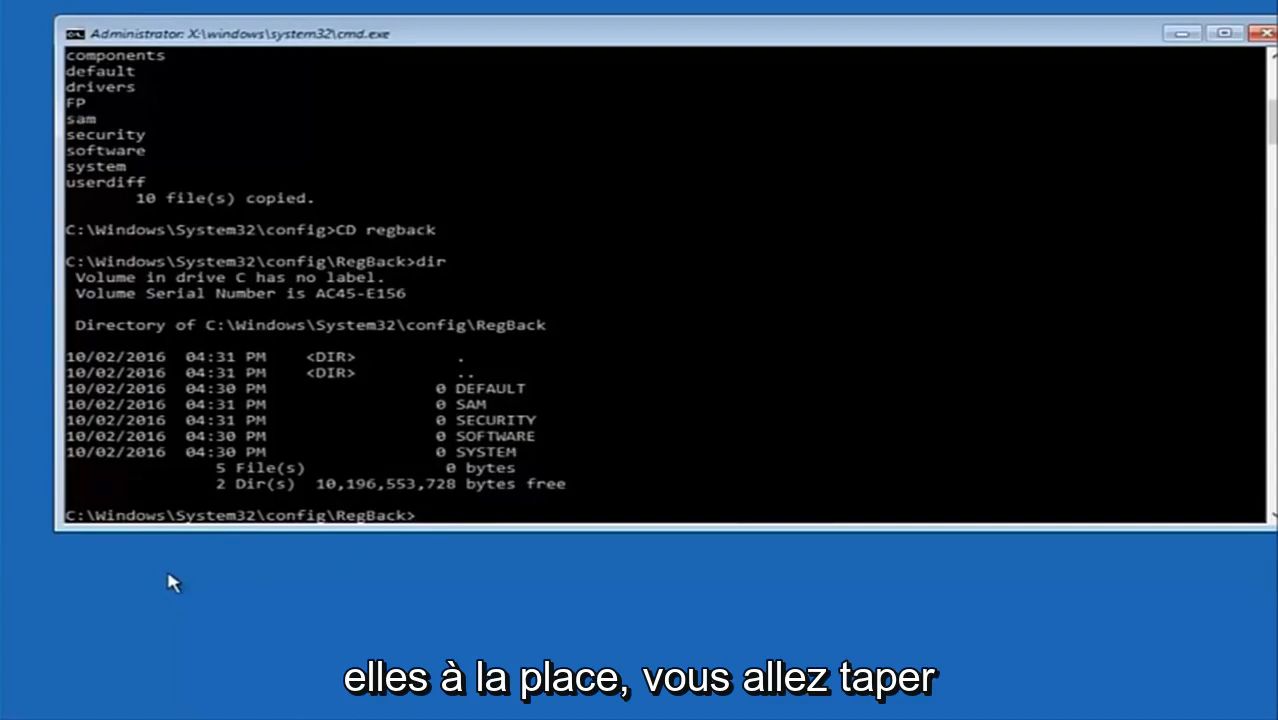 Administrator: X:\windows\system32\cmd.exe
components
default
drivers
FP
sam
security
software
system
userdiff
10 file(s) copied.
C:\Windows\System32\config>CD regback
C:\Windows\System32\config\RegBack>dir
Volume in drive C has no label.
Volume Serial Number is AC45-E156
Directory of C:\Windows\System32\config\RegBack
10/02/2016 04:31 PM <DIR> .
10/02/2016 04:31 PM <DIR> ..
10/02/2016 04:30 PM 0 DEFAULT
10/02/2016 04:31 PM 0 SAM
10/02/2016 04:31 PM 0 SECURITY
10/02/2016 04:30 PM 0 SOFTWARE
10/02/2016 04:30 PM 0 SYSTEM
5 File(s) 0 bytes
2 Dir(s) 10,196,553,728 bytes free
C:\Windows\System32\config\RegBack>
elles à la place, vous allez taper